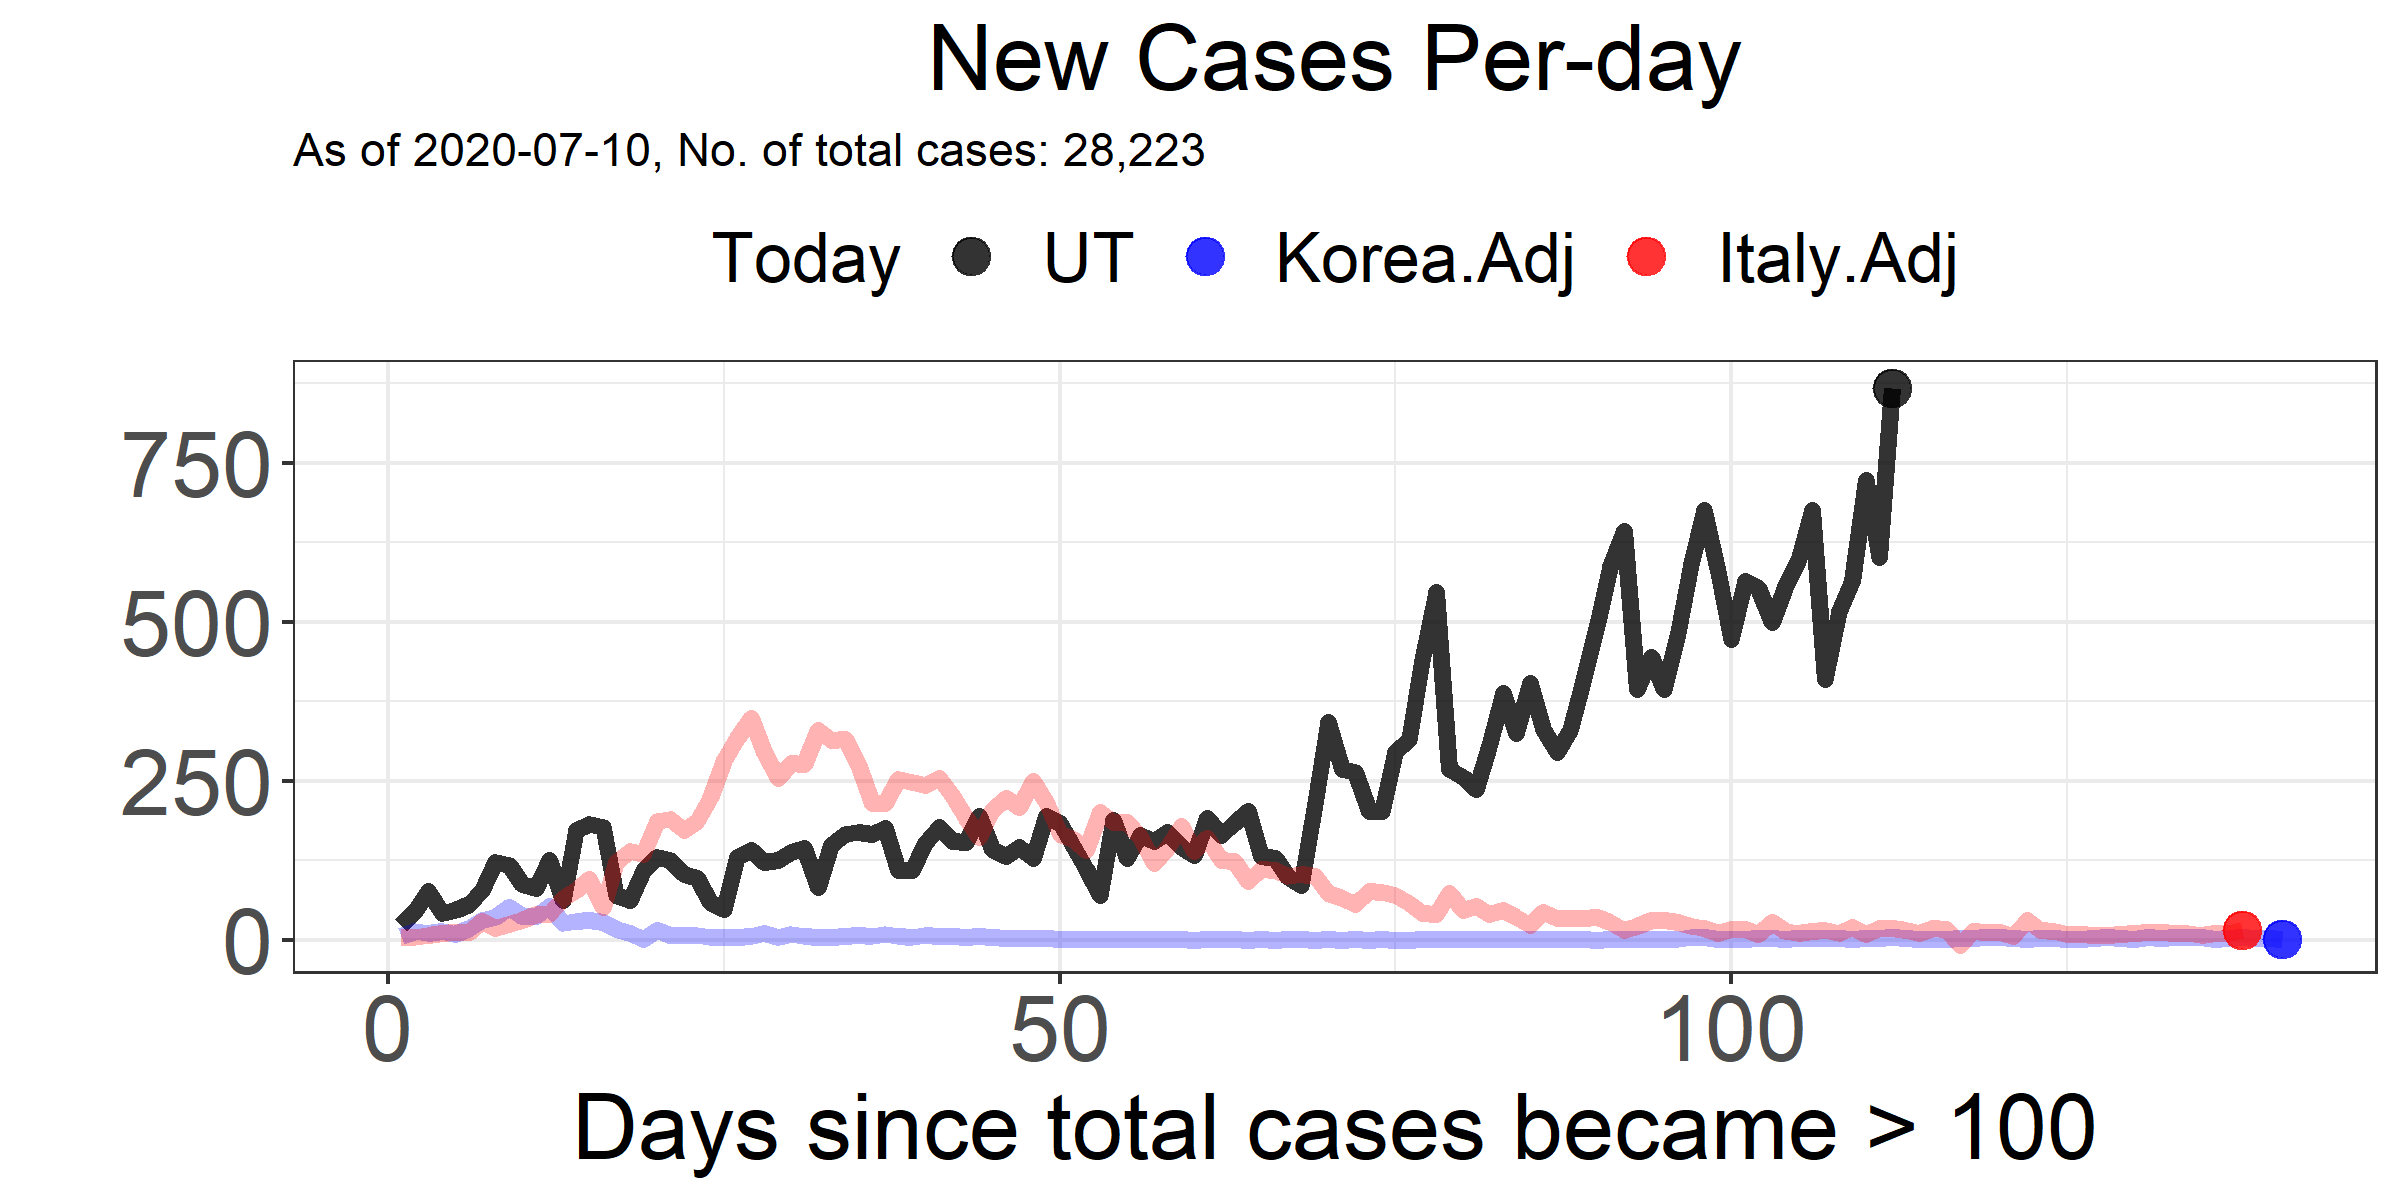 New Cases Per-day
As of 2020-07-10, No. of total cases: 28,223
Today UT Korea.Adj Italy.Adj
750
500
250
0
0 50 100
Days since total cases became > 100